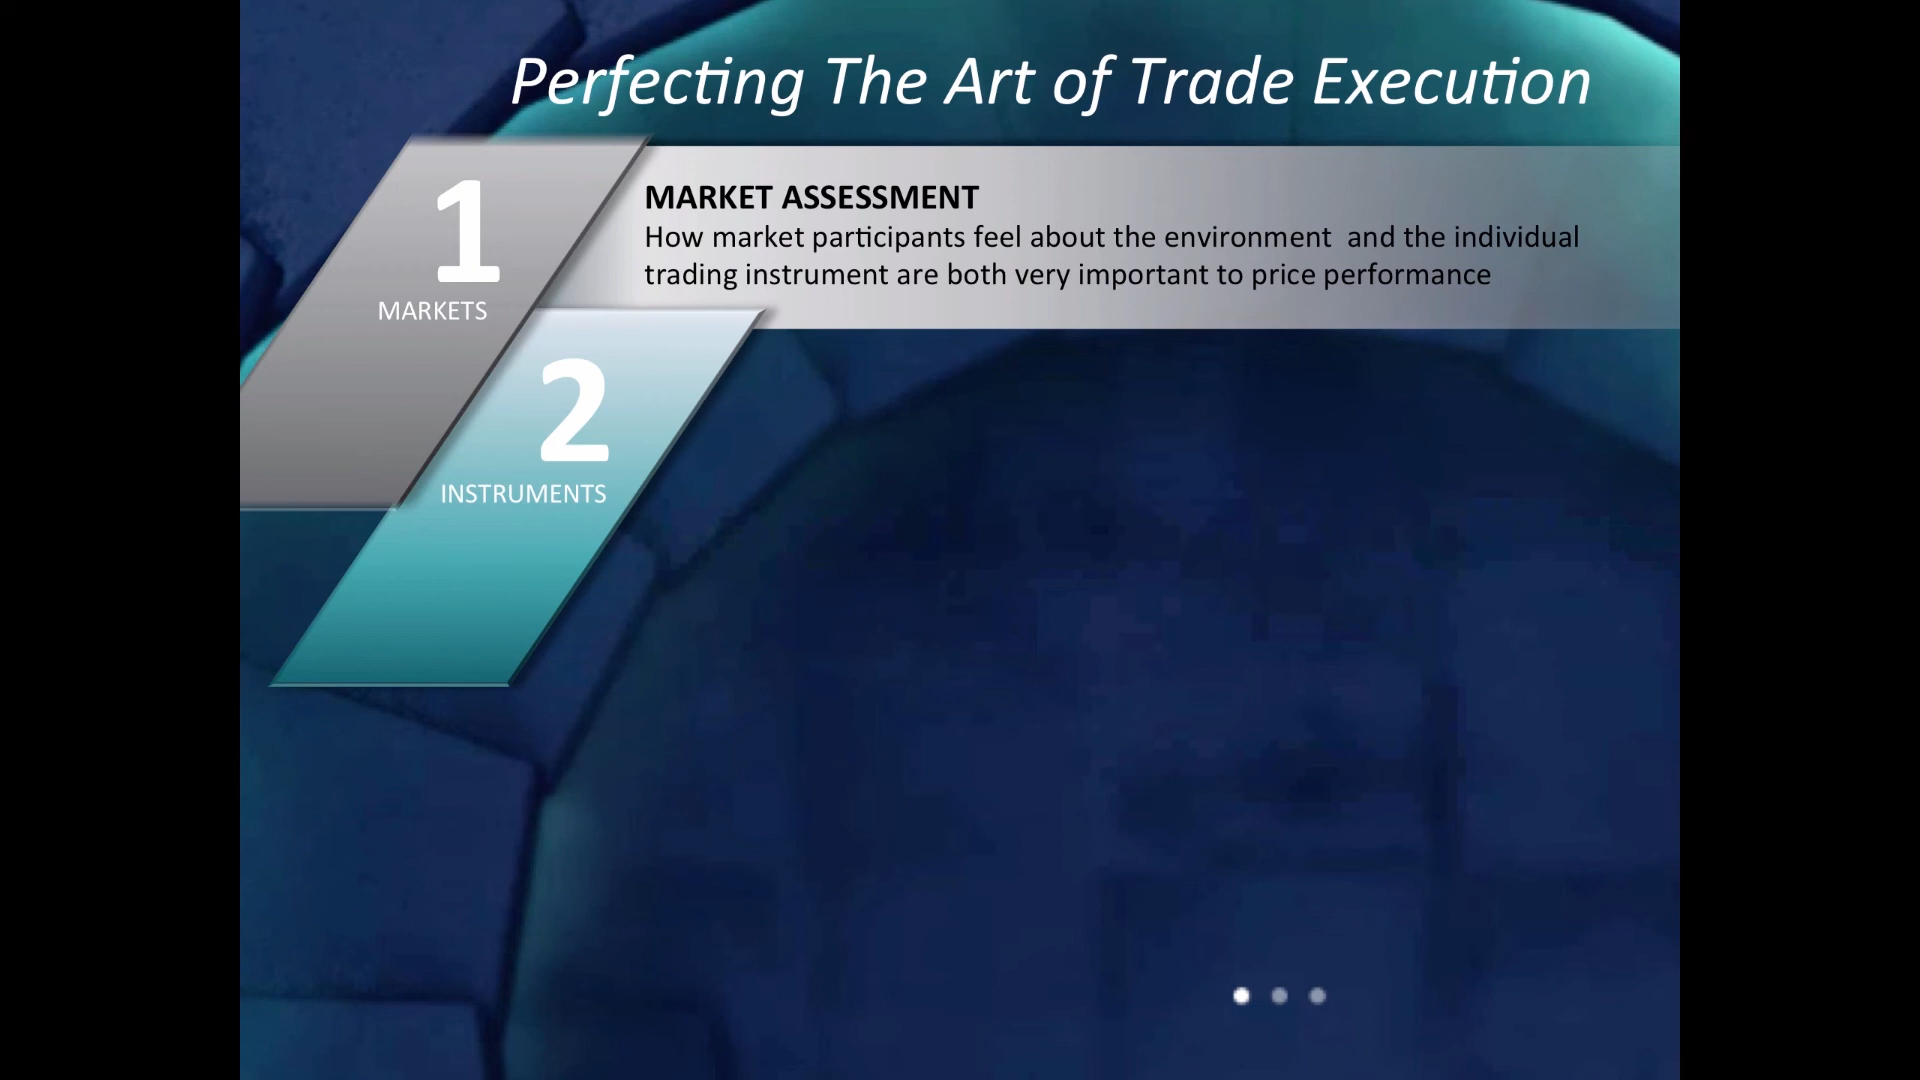 Perfecting The Art of Trade Execution
1
MARKETS
MARKET ASSESSMENT
How market participants feel about the environment  and the individual
trading instrument are both very important to price performance
2
INSTRUMENTS